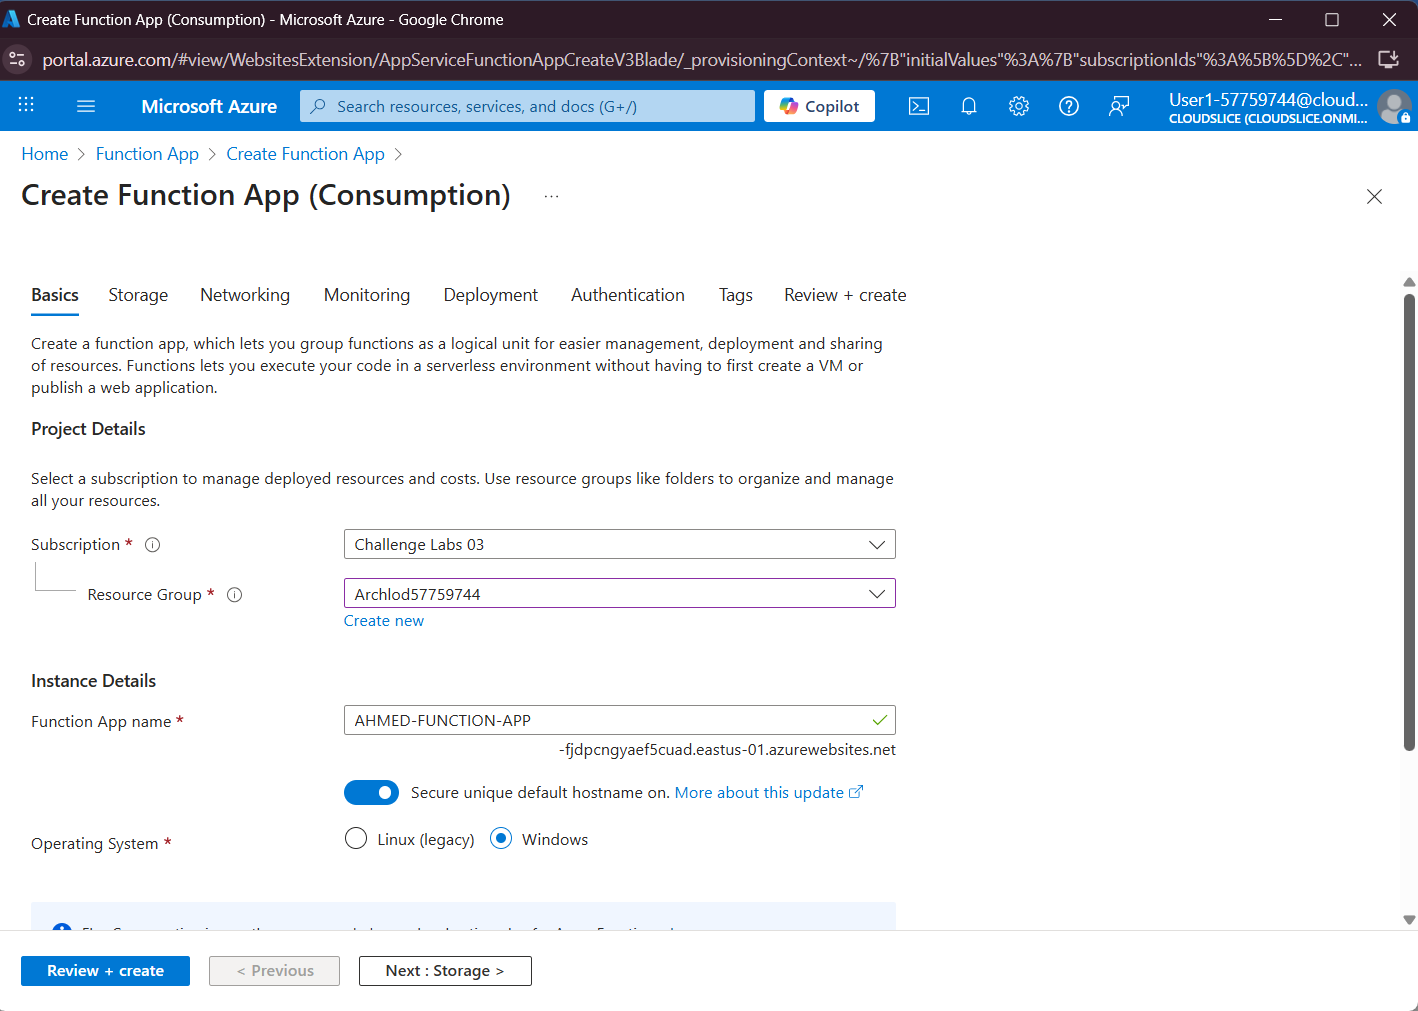 Create Function App (Consumption) - Microsoft Azure - Google Chrome
portal.azure.com/#view/WebsitesExtension/AppServiceFunctionAppCreateV3Blade/_provisioningContext~/%7B"initialValues"%3A%7B"subscriptionIds"%3A%5B%5D%2C"...
Microsoft Azure
Search resources, services, and docs (G+/)
Copilot
User1-57759744@cloud...
CLOUDSLICE (CLOUDSLICE.ONMI...
Home > Function App > Create Function App >
Create Function App (Consumption) ...
Basics Storage Networking Monitoring Deployment Authentication Tags Review + create
Create a function app, which lets you group functions as a logical unit for easier management, deployment and sharing
of resources. Functions lets you execute your code in a serverless environment without having to first create a VM or
publish a web application.
Project Details
Select a subscription to manage deployed resources and costs. Use resource groups like folders to organize and manage
all your resources.
Subscription *
Challenge Labs 03
Resource Group *
Archlod57759744
Create new
Instance Details
Function App name *
AHMED-FUNCTION-APP
-fjdpcngyaef5cuad.eastus-01.azurewebsites.net
Secure unique default hostname on. More about this update
Operating System *
Linux (legacy) Windows
Review + create
< Previous
Next : Storage >